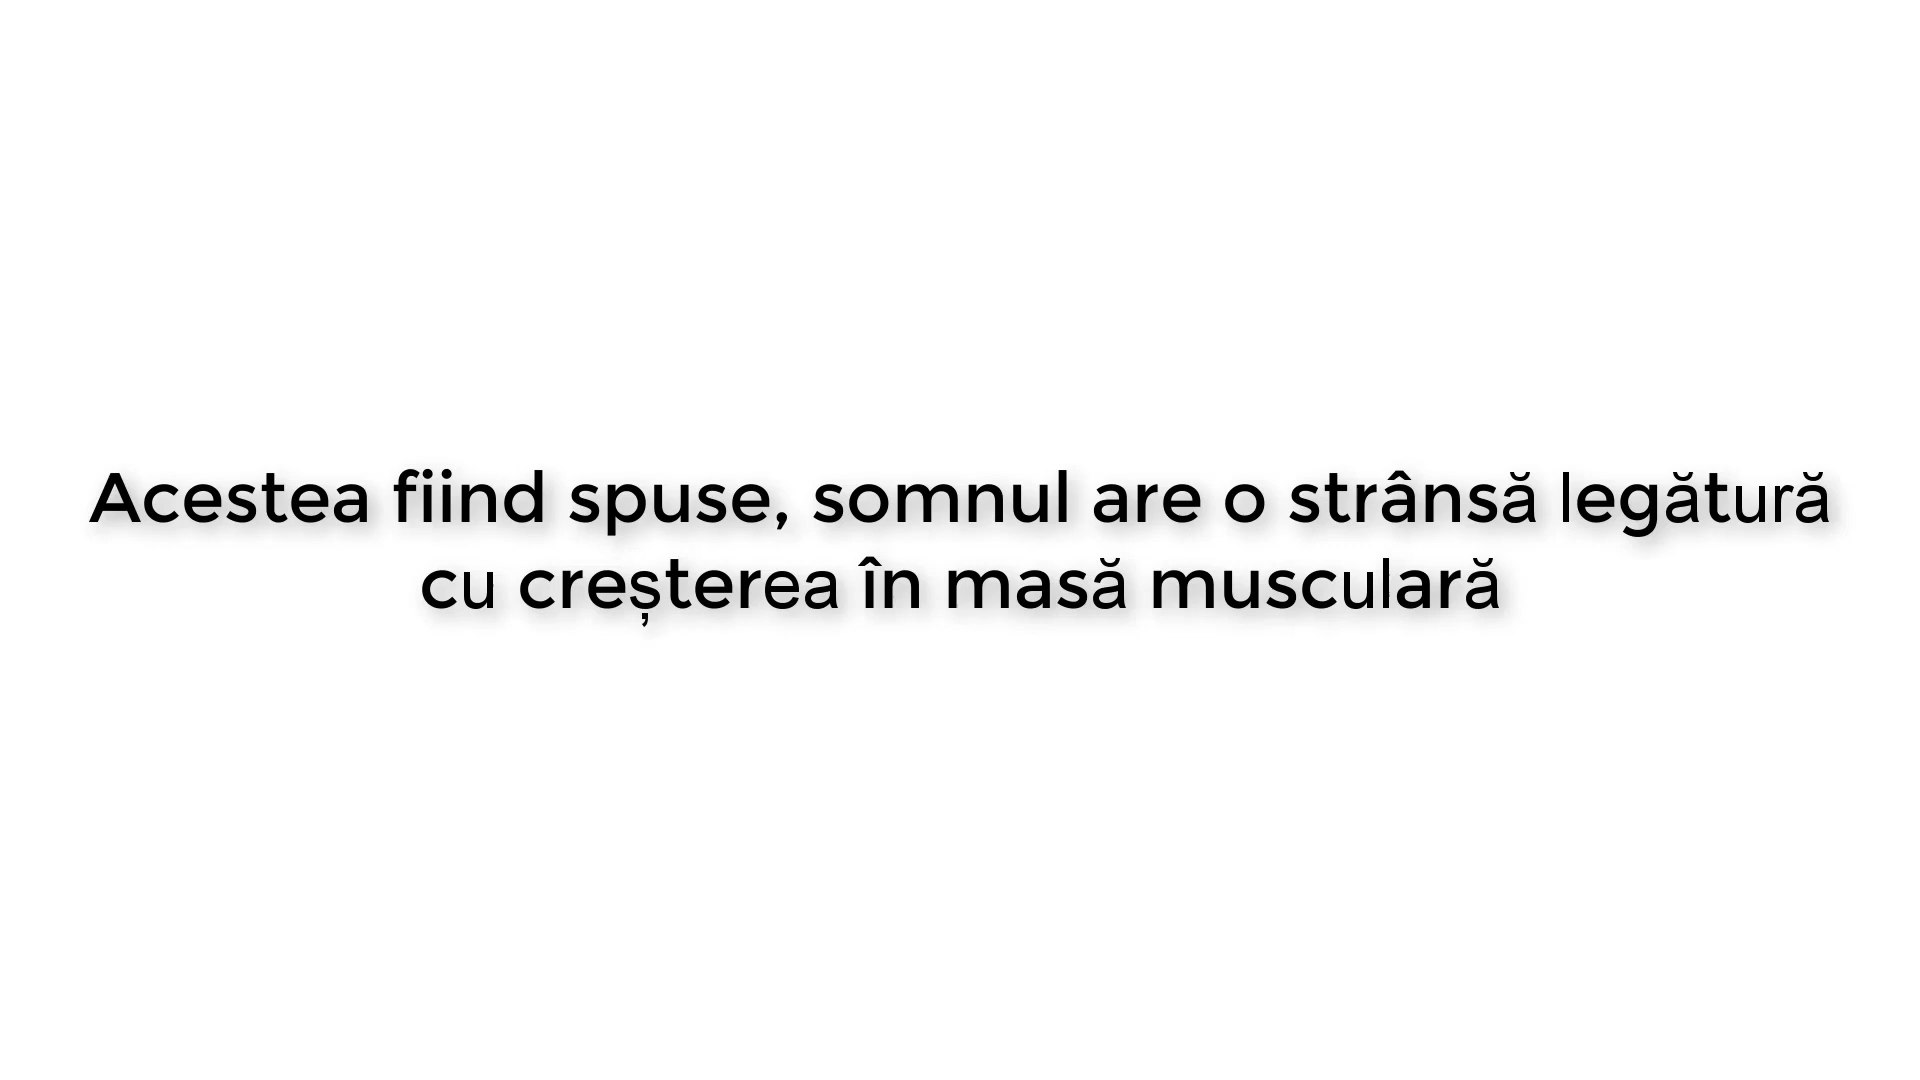 Acestea fiind spuse, somnul are o strânsă legătură
cu creșterea în masă musculară